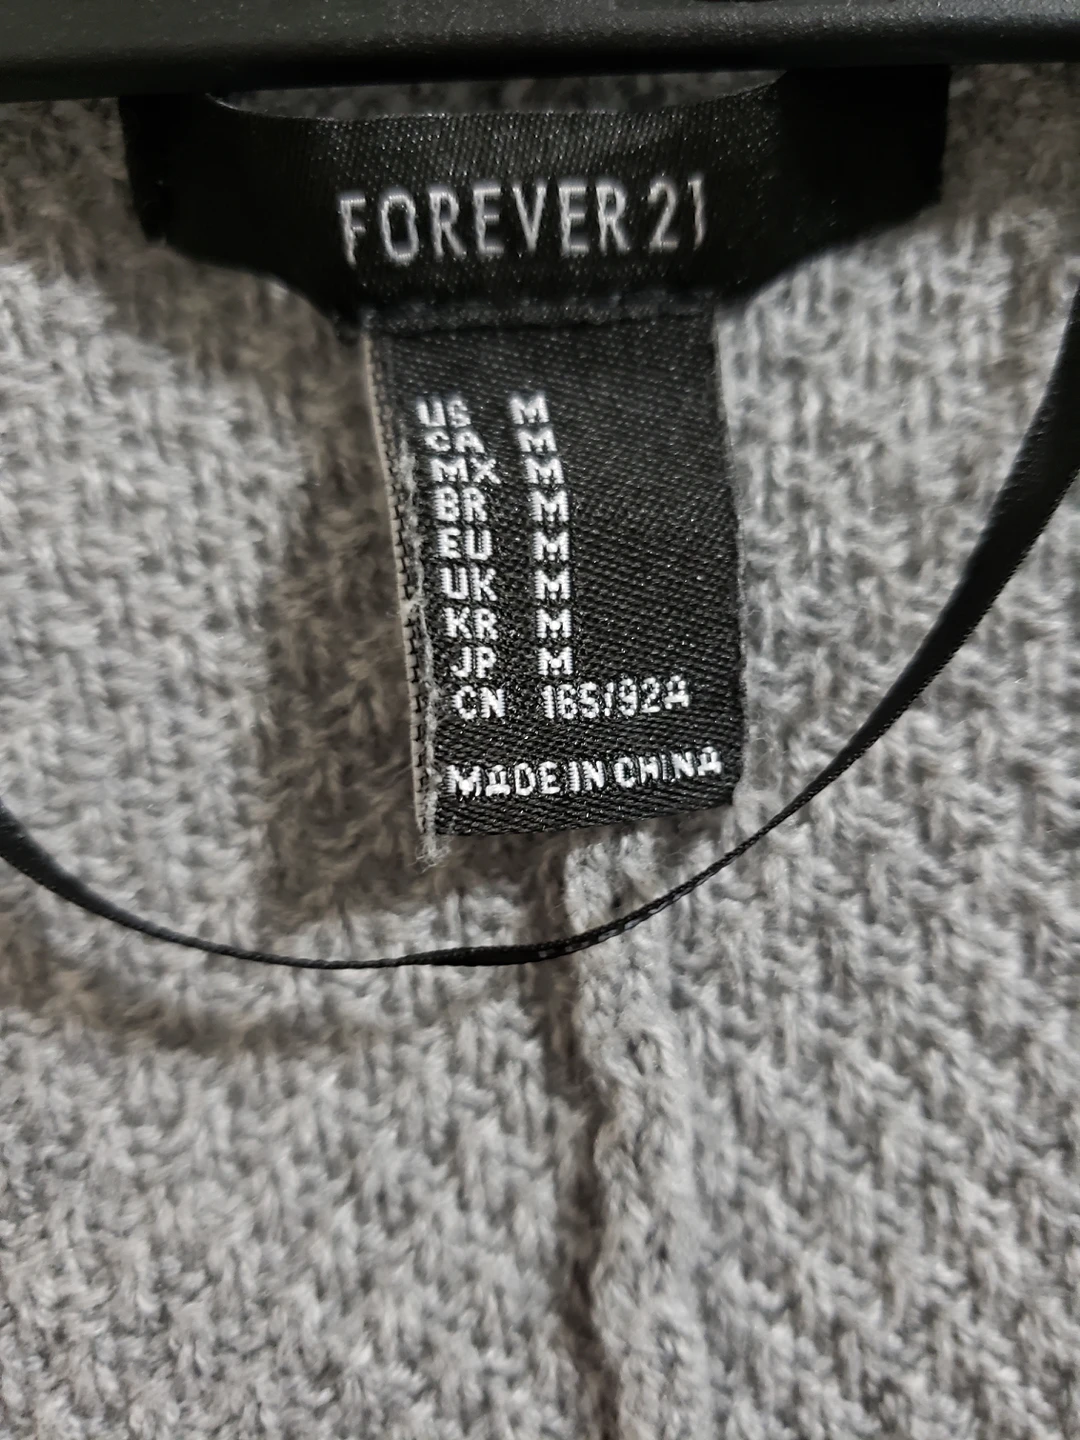 FOREVER 21
US M
CA M
MX M
BR M
EU M
UK M
KR M
JP M
CN 165/92A
MADE IN CHINA